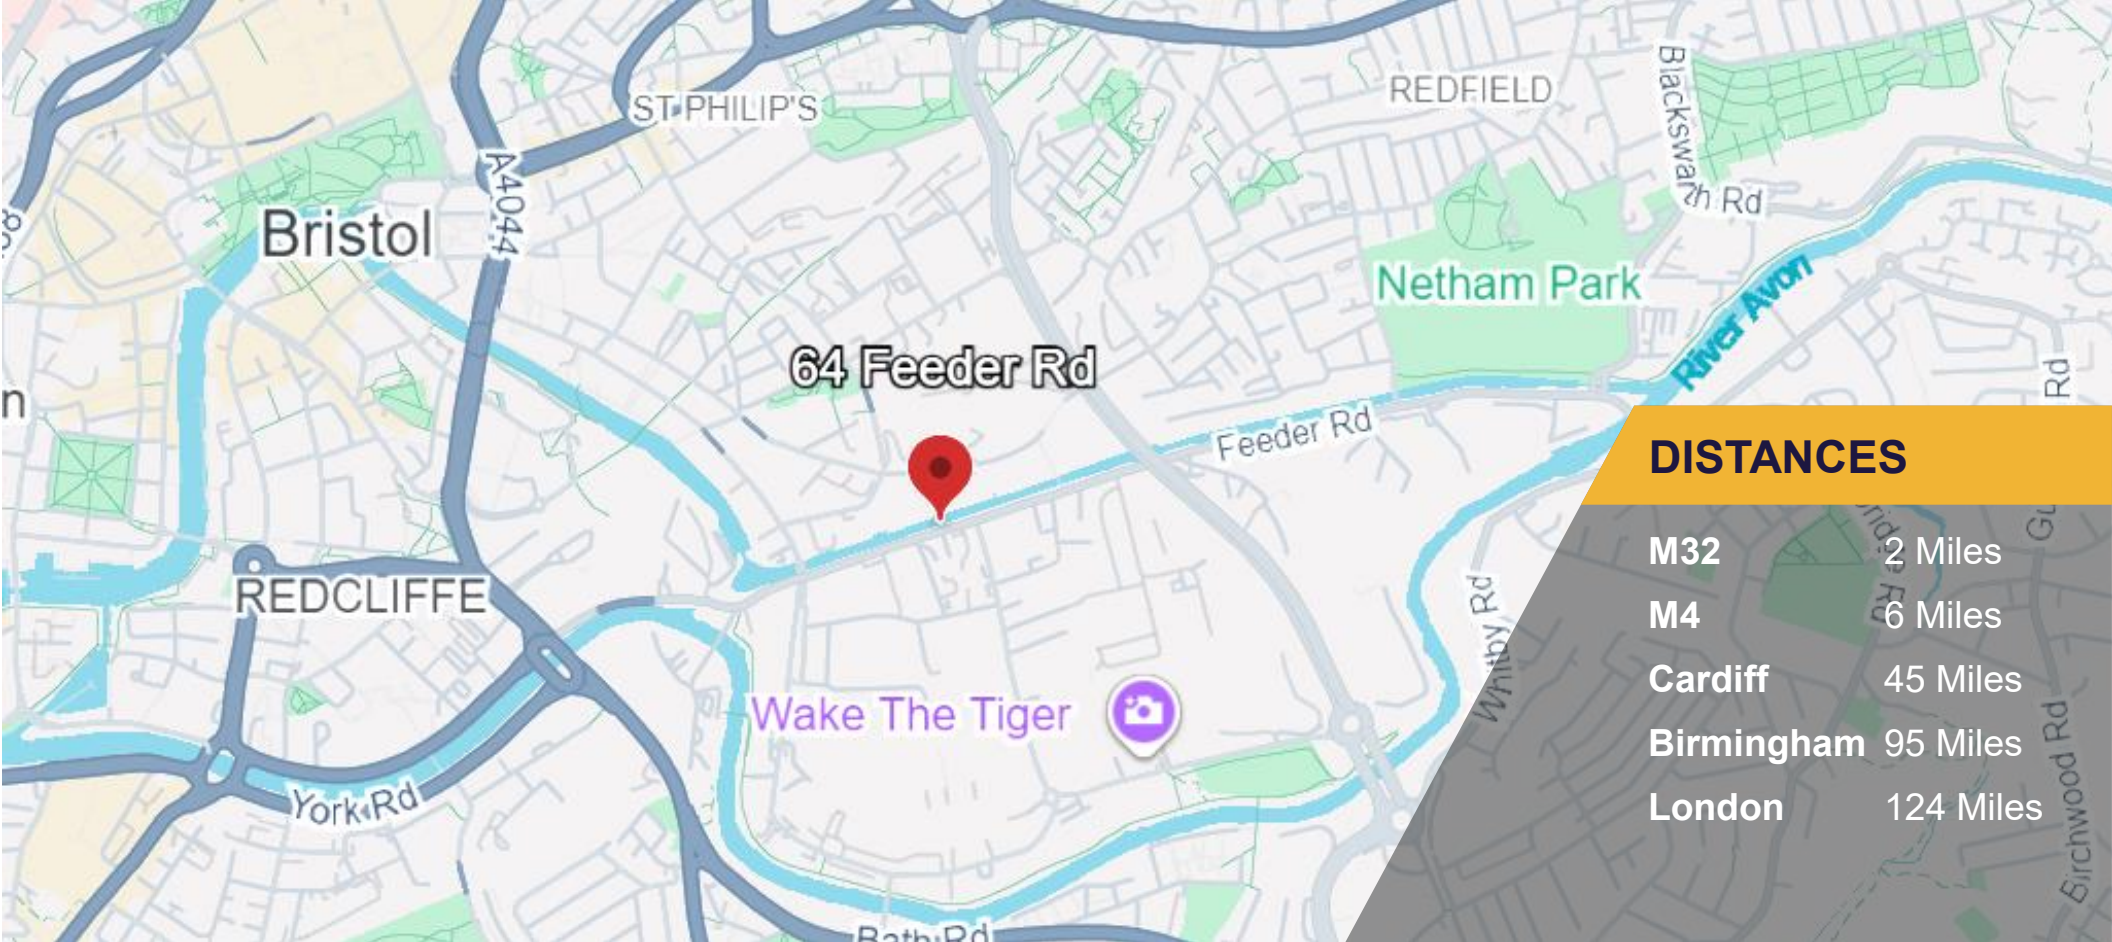 ST PHILIP'S
REDFIELD
Blackswarth Rd
A4044
Bristol
Netham Park
River Avon
64 Feeder Rd
Feeder Rd
Rd
n
DISTANCES
M32 2 Miles
M4 6 Miles
Cardiff 45 Miles
Birmingham 95 Miles
London 124 Miles
REDCLIFFE
Whitby Rd
Wake The Tiger
York Rd
Birchwood Rd
Bath Rd